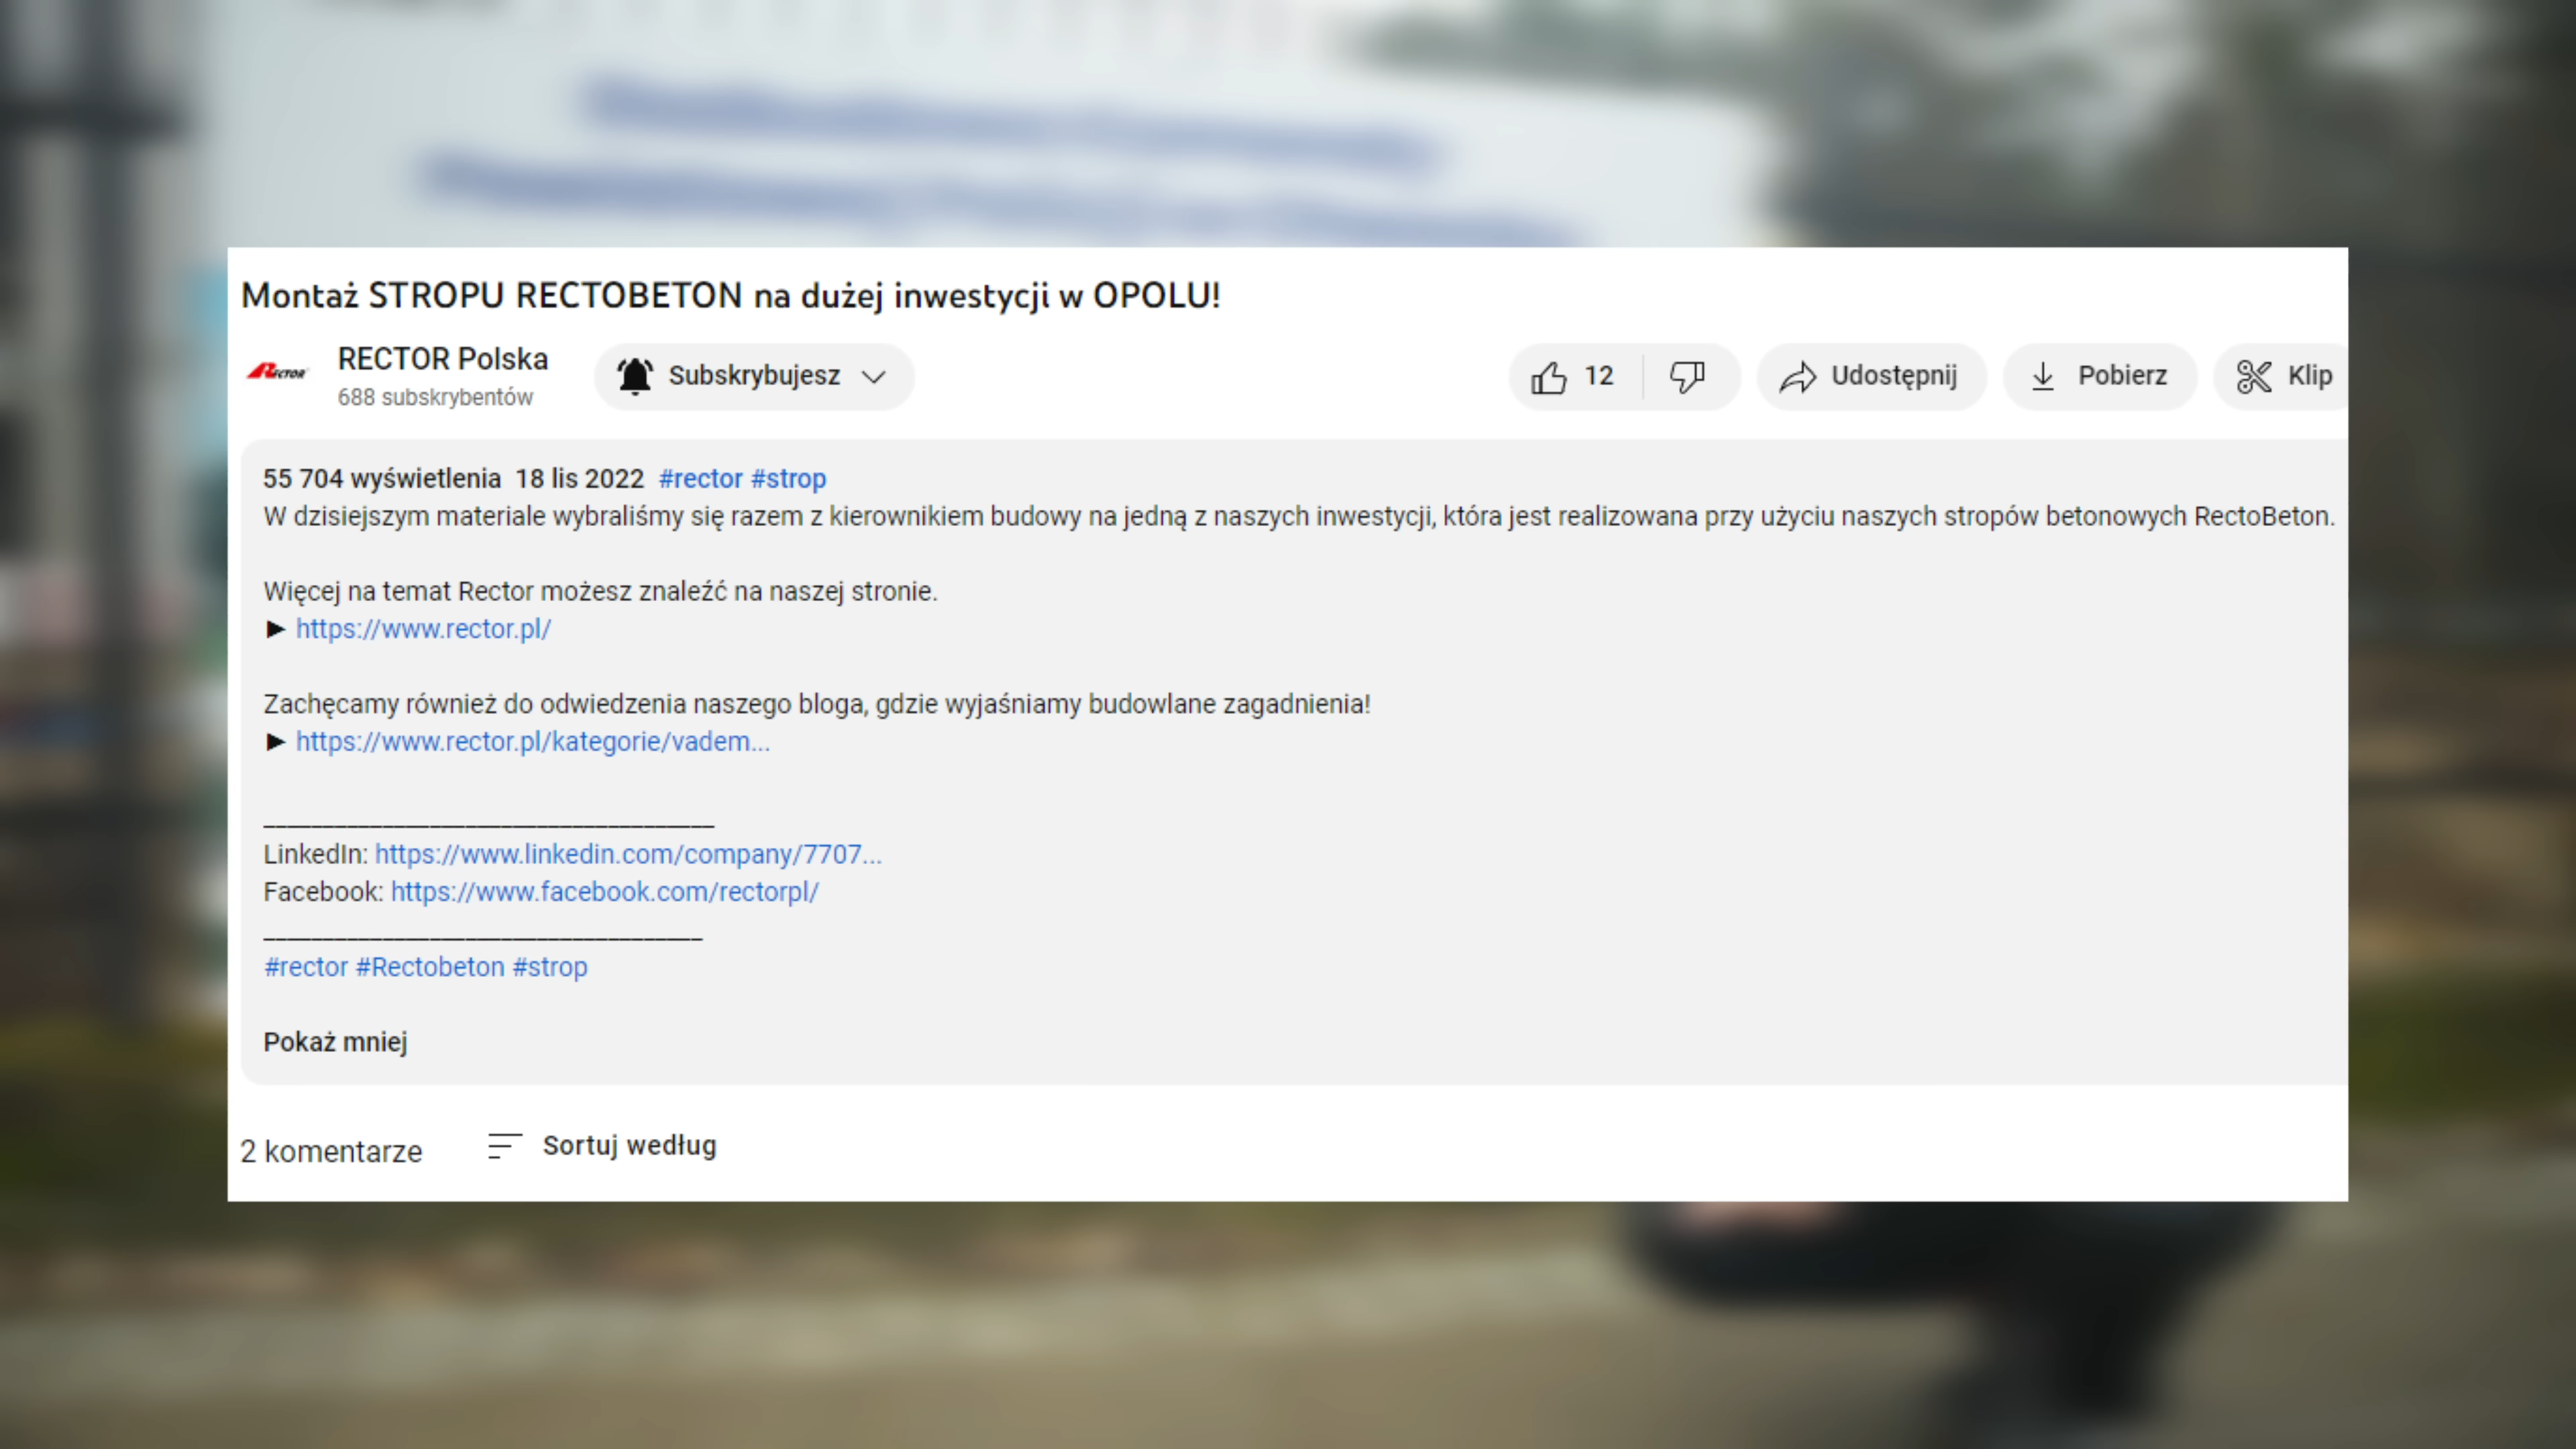 Montaż STROPU RECTOBETON na dużej inwestycji w OPOLU!
RECTOR
RECTOR Polska
688 subskrybentów
Subskrybujesz
12
Udostępnij
Pobierz
Klip
55 704 wyświetlenia 18 lis 2022 #rector #strop
W dzisiejszym materiale wybraliśmy się razem z kierownikiem budowy na jedną z naszych inwestycji, która jest realizowana przy użyciu naszych stropów betonowych RectoBeton.
Więcej na temat Rector możesz znaleźć na naszej stronie.
► https://www.rector.pl/
Zachęcamy również do odwiedzenia naszego bloga, gdzie wyjaśniamy budowlane zagadnienia!
► https://www.rector.pl/kategorie/vadem...
____________________________________
LinkedIn: https://www.linkedin.com/company/7707...
Facebook: https://www.facebook.com/rectorpl/
___________________________________
#rector #Rectobeton #strop
Pokaż mniej
2 komentarze
Sortuj według